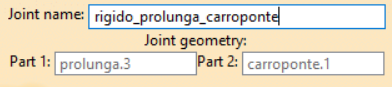 Joint name: rigido_prolunga_carroponte
Joint geometry:
Part 1: prolunga.3 Part 2: carroponte.1